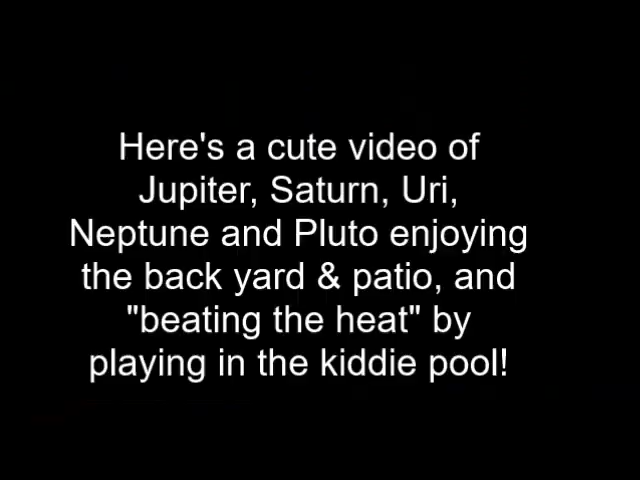 Here's a cute video of
Jupiter, Saturn, Uri,
Neptune and Pluto enjoying
the back yard & patio, and
"beating the heat" by
playing in the kiddie pool!